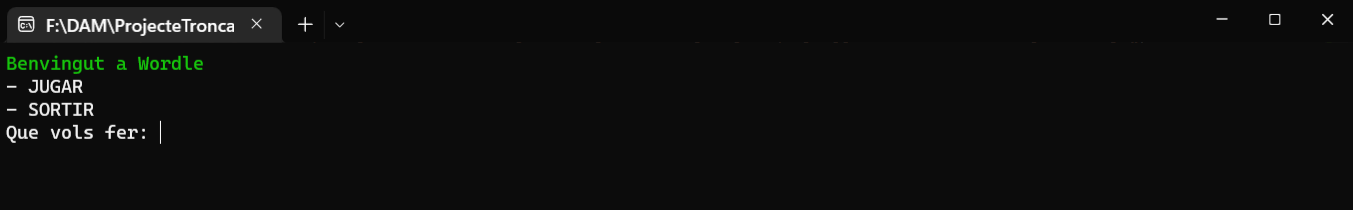 F:\DAM\ProjecteTronca
Benvingut a Wordle
- JUGAR
- SORTIR
Que vols fer: